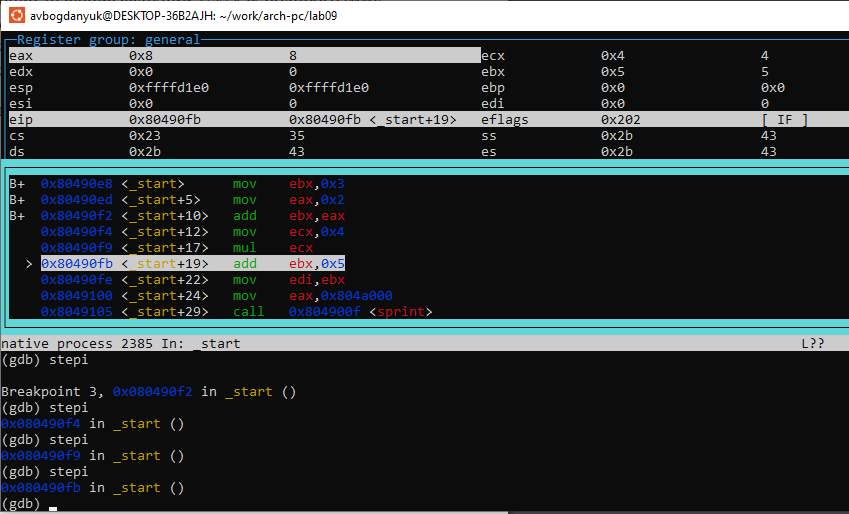 avbogdanyuk@DESKTOP-36B2AJH: ~/work/arch-pc/lab09
Register group: general
eax 0x8 8 ecx 0x4 4
edx 0x0 0 ebx 0x5 5
esp 0xffffd1e0 0xffffd1e0 ebp 0x0 0x0
esi 0x0 0 edi 0x0 0
eip 0x80490fb 0x80490fb <_start+19> eflags 0x202 [ IF ]
cs 0x23 35 ss 0x2b 43
ds 0x2b 43 es 0x2b 43
B+ 0x80490e8 <_start> mov ebx,0x3
B+ 0x80490ed <_start+5> mov eax,0x2
B+ 0x80490f2 <_start+10> add ebx,eax
0x80490f4 <_start+12> mov ecx,0x4
0x80490f9 <_start+17> mul ecx
> 0x80490fb <_start+19> add ebx,0x5
0x80490fe <_start+22> mov edi,ebx
0x8049100 <_start+24> mov eax,0x804a000
0x8049105 <_start+29> call 0x804900f <sprint>
native process 2385 In: _start L??
(gdb) stepi
Breakpoint 3, 0x080490f2 in _start ()
(gdb) stepi
0x080490f4 in _start ()
(gdb) stepi
0x080490f9 in _start ()
(gdb) stepi
0x080490fb in _start ()
(gdb)